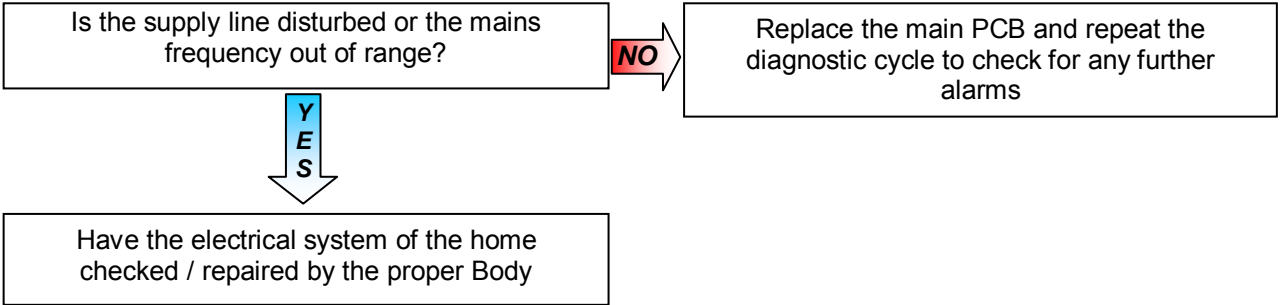 Is the supply line disturbed or the mains
frequency out of range?
NO
Replace the main PCB and repeat the
diagnostic cycle to check for any further
alarms
YES
Have the electrical system of the home
checked / repaired by the proper Body